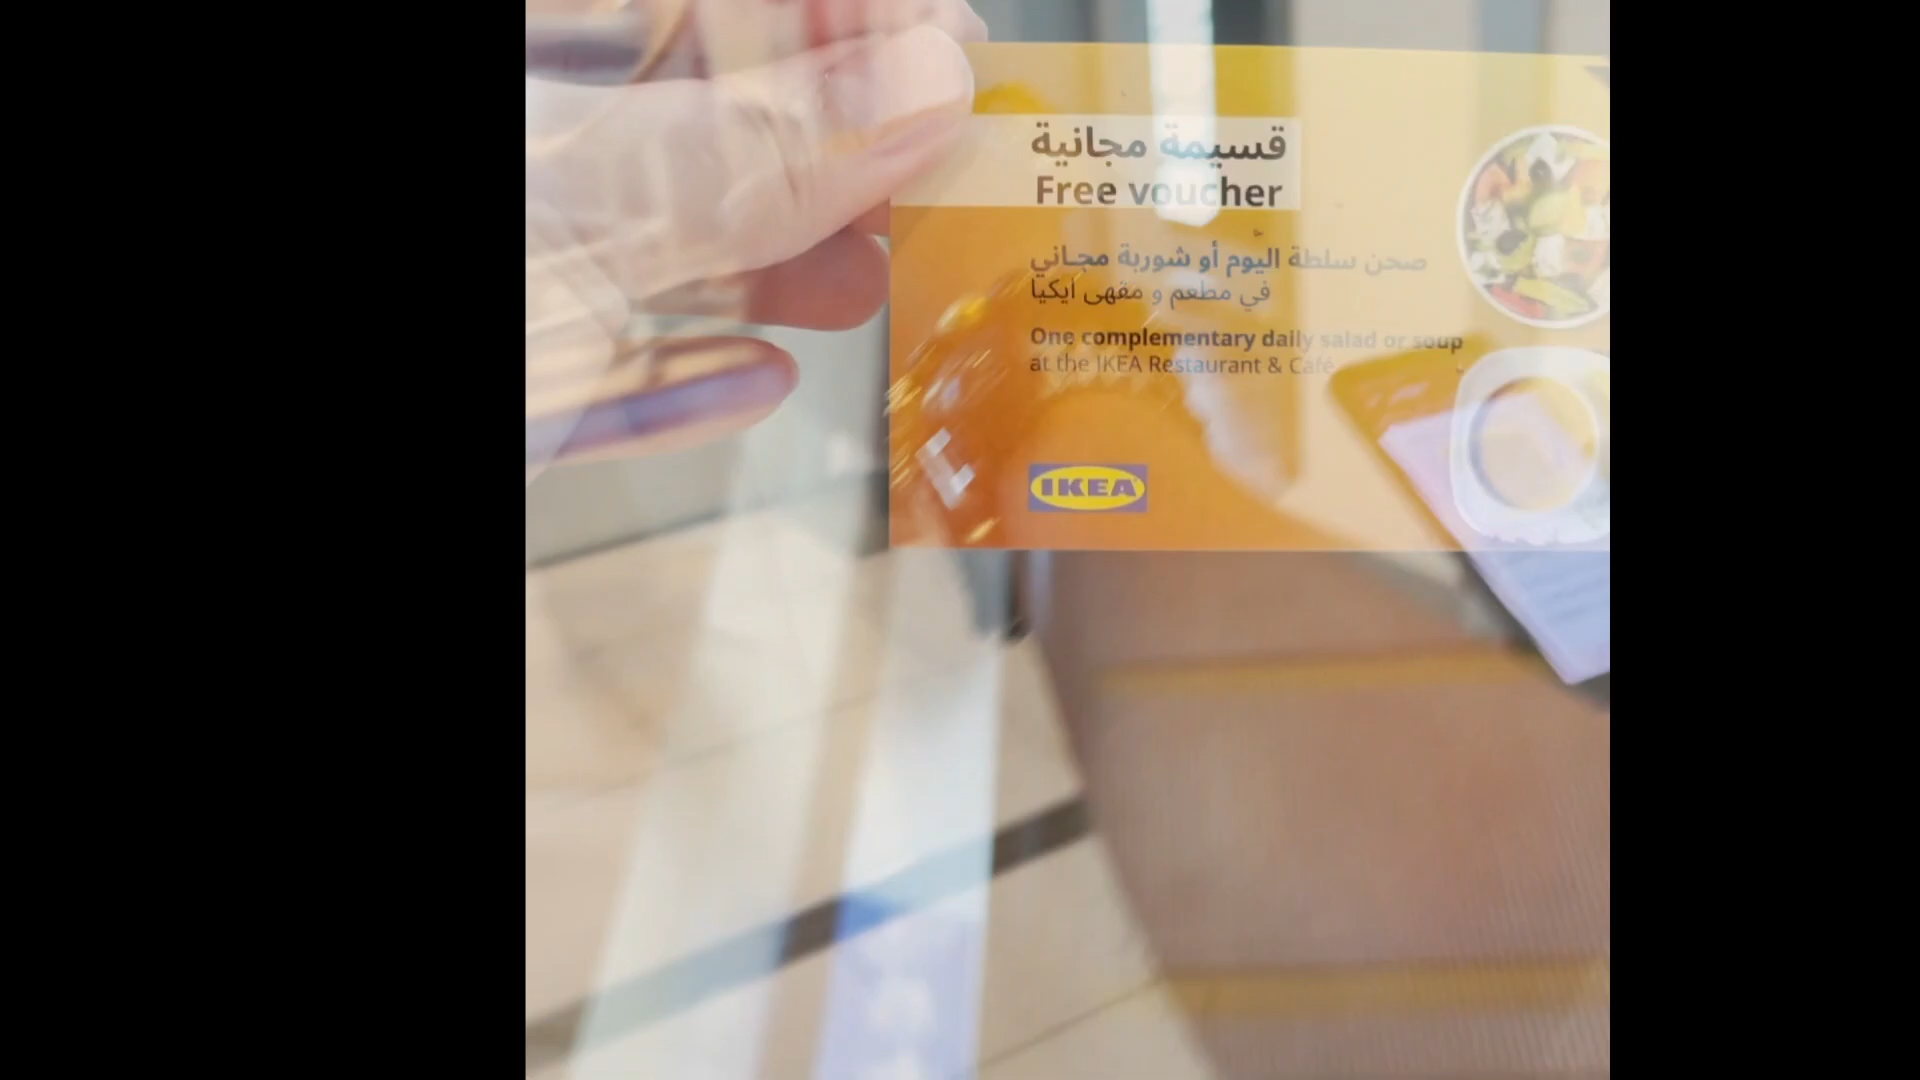 قسيمة مجانية
Free voucher
صحن سلطة اليوم أو شوربة مجاني
في مطعم و مقهى ايكيا
One complementary daily salad or soup
at the IKEA Restaurant & Café
IKEA